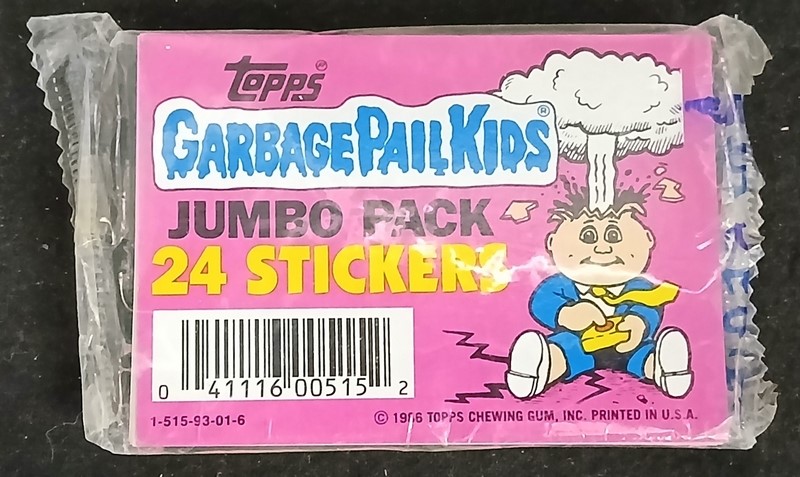 TOPPS®
GARBAGE PAIL KIDS®
JUMBO PACK
24 STICKERS
0 41116 00515 2
1-515-93-01-6 © 1986 TOPPS CHEWING GUM, INC. PRINTED IN U.S.A.